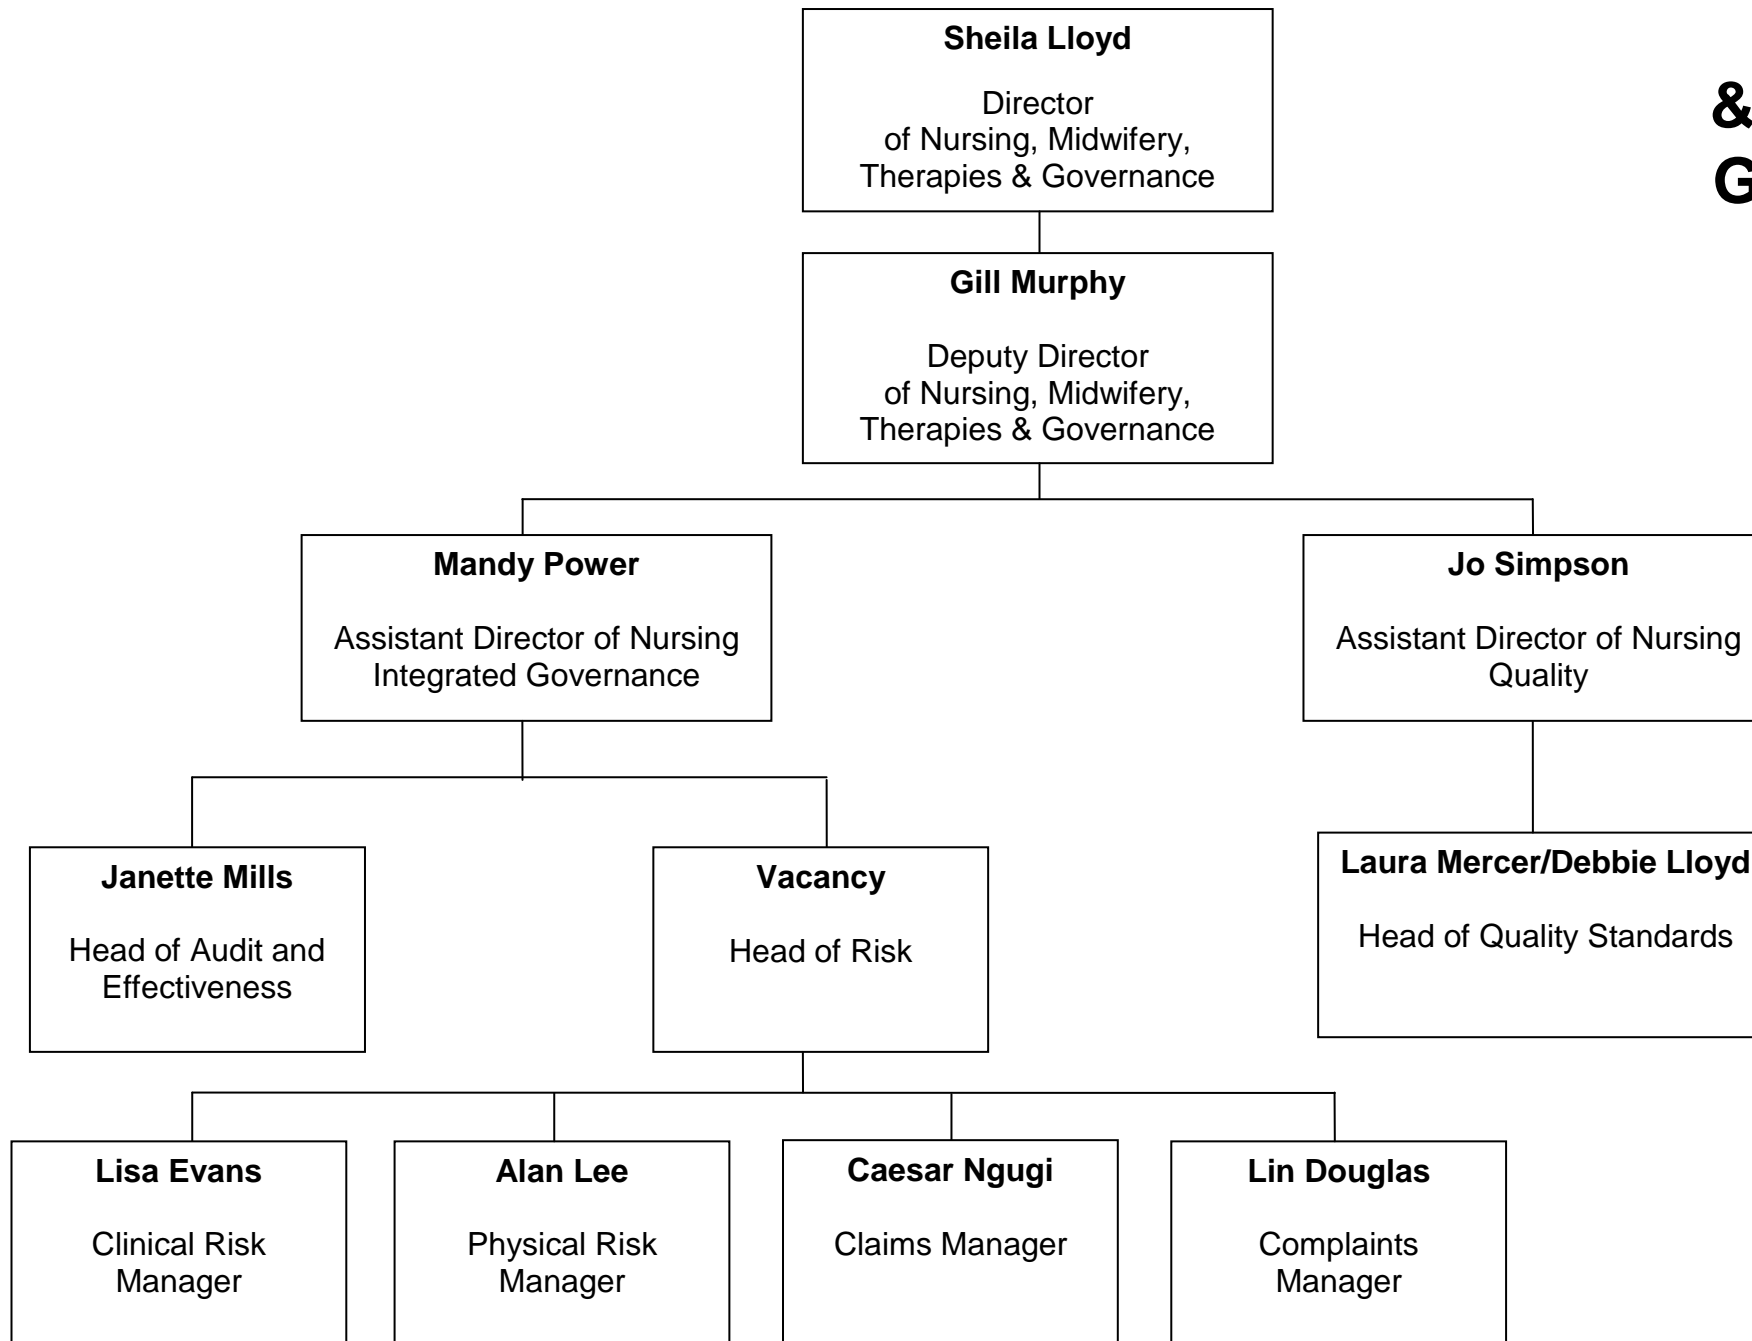 Sheila Lloyd
Director
of Nursing, Midwifery,
Therapies & Governance
&
G
Gill Murphy
Deputy Director
of Nursing, Midwifery,
Therapies & Governance
Mandy Power
Assistant Director of Nursing
Integrated Governance
Jo Simpson
Assistant Director of Nursing
Quality
Janette Mills
Head of Audit and
Effectiveness
Vacancy
Head of Risk
Laura Mercer/Debbie Lloyd
Head of Quality Standards
Lisa Evans
Clinical Risk
Manager
Alan Lee
Physical Risk
Manager
Caesar Ngugi
Claims Manager
Lin Douglas
Complaints
Manager